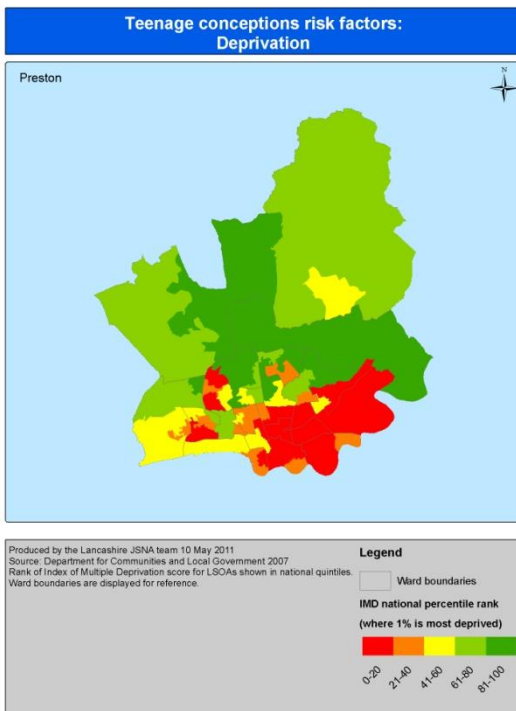 Teenage conceptions risk factors:
Deprivation
Preston
N
Produced by the Lancashire JSNA team 10 May 2011
Source: Department for Communities and Local Government 2007
Rank of Index of Multiple Deprivation score for LSOAs shown in national quintiles.
Ward boundaries are displayed for reference.
Legend
Ward boundaries
IMD national percentile rank
(where 1% is most deprived)
0-20
21-40
41-60
61-80
81-100